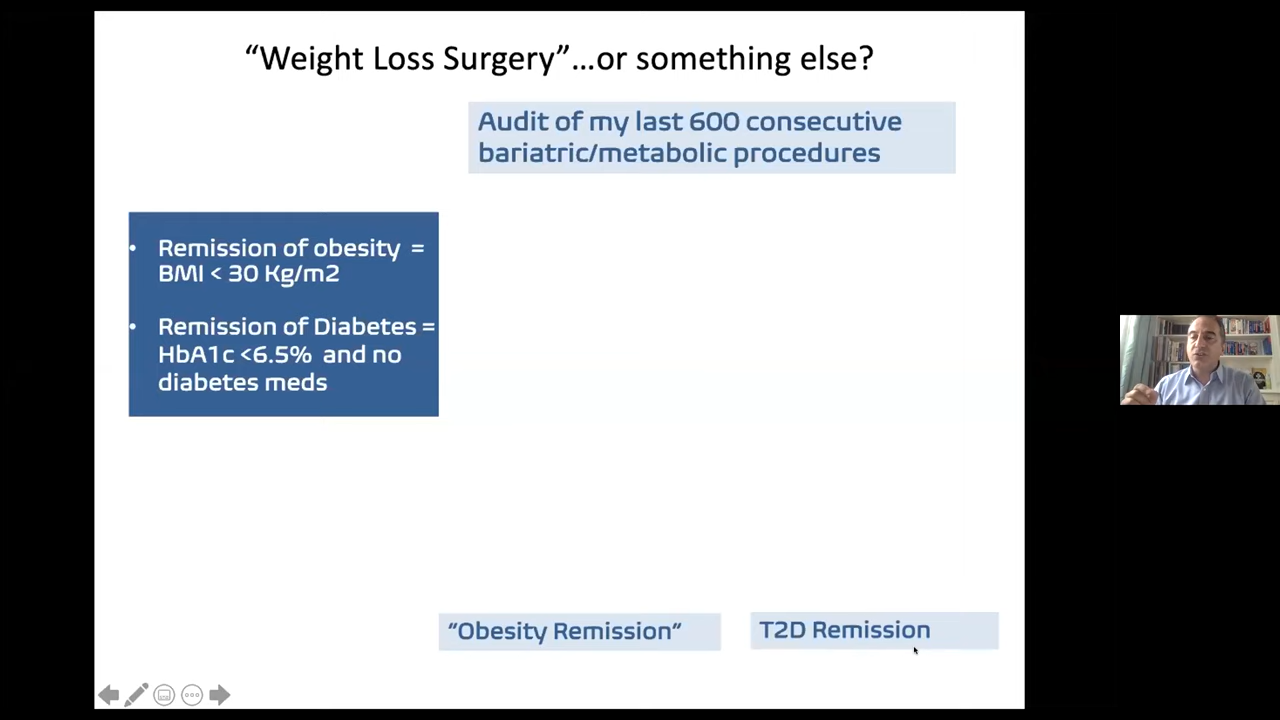 “Weight Loss Surgery”...or something else?
Audit of my last 600 consecutive
bariatric/metabolic procedures
• Remission of obesity =
BMI < 30 Kg/m2
• Remission of Diabetes =
HbA1c <6.5% and no
diabetes meds
“Obesity Remission”
T2D Remission